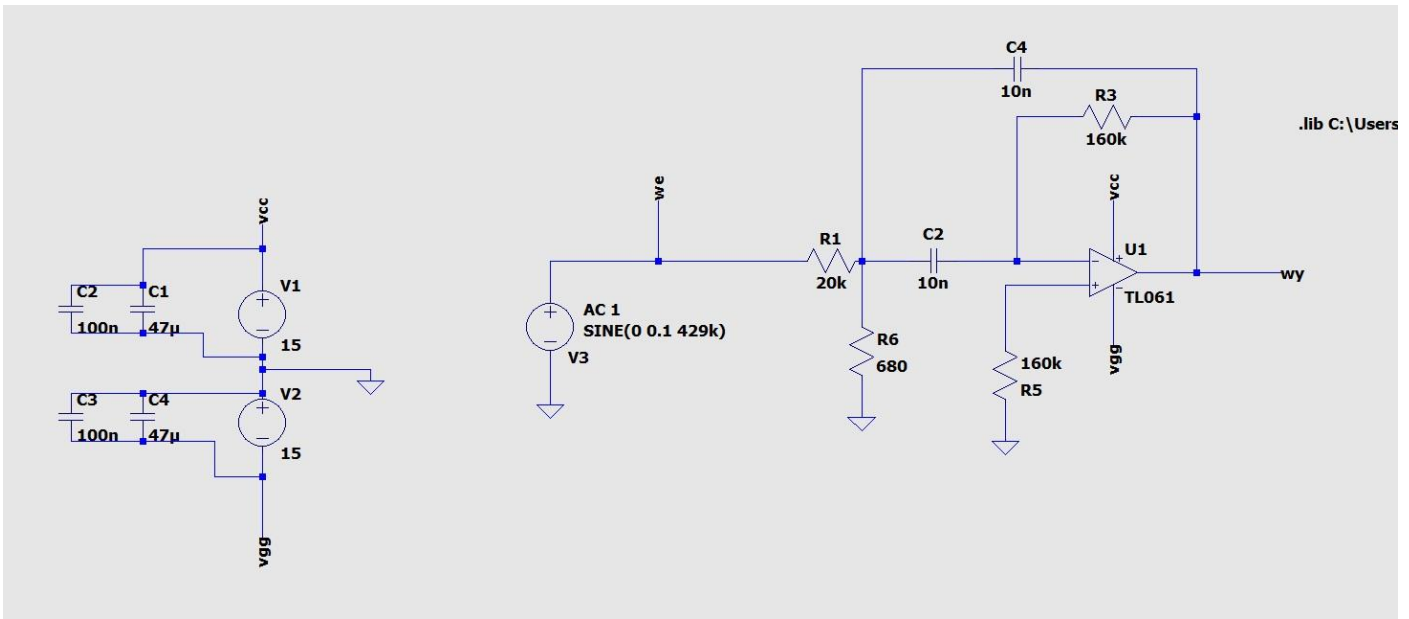 C4
10n
R3
160k
.lib C:\Users
vcc
we
vcc
R1
20k
C2
10n
U1
TL061
wy
vgg
V1
15
C2
100n
C1
47µ
AC 1
SINE(0 0.1 429k)
V3
R6
680
160k
R5
V2
15
C3
100n
C4
47µ
vgg
+
−
+
−
+
−
−
+
+
−